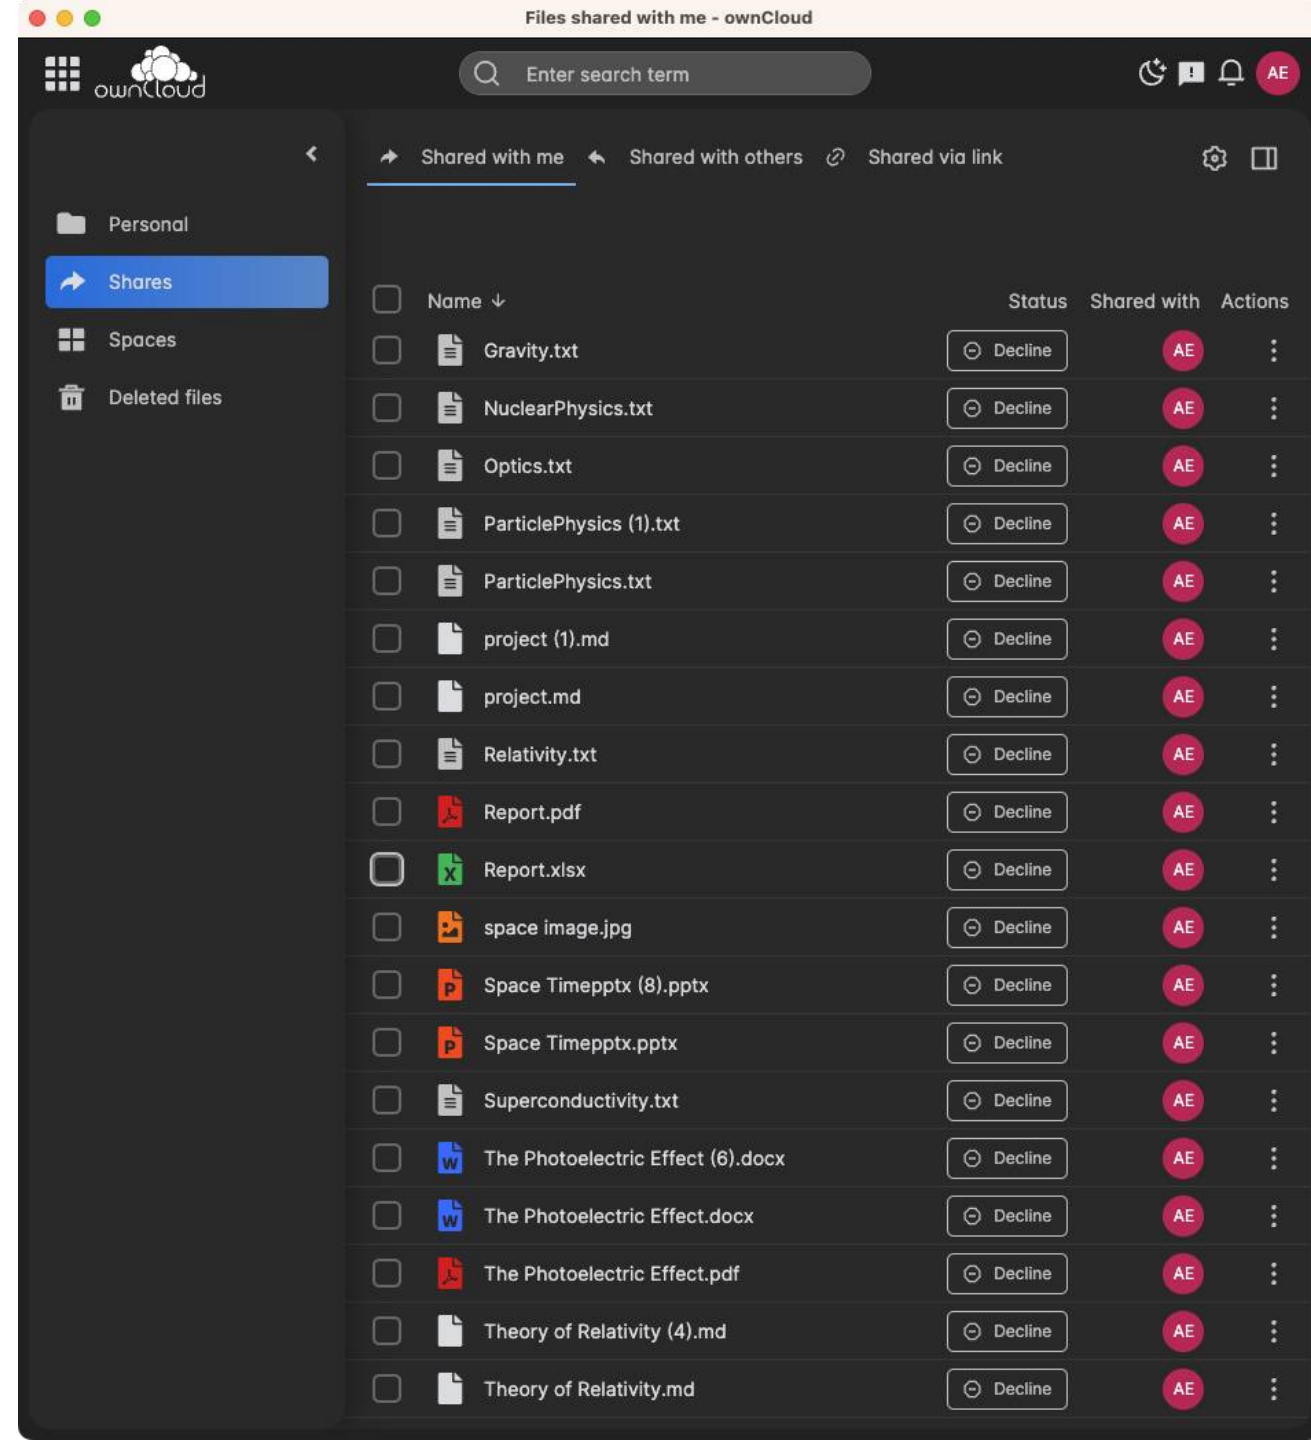 Files shared with me - ownCloud
ownCloud
Enter search term
AE
Shared with me
Shared with others
Shared via link
Personal
Shares
Spaces
Deleted files
Name Status Shared with Actions
Gravity.txt Decline AE
NuclearPhysics.txt Decline AE
Optics.txt Decline AE
ParticlePhysics (1).txt Decline AE
ParticlePhysics.txt Decline AE
project (1).md Decline AE
project.md Decline AE
Relativity.txt Decline AE
Report.pdf Decline AE
X Report.xlsx Decline AE
space image.jpg Decline AE
P Space Timepptx (8).pptx Decline AE
P Space Timepptx.pptx Decline AE
Superconductivity.txt Decline AE
W The Photoelectric Effect (6).docx Decline AE
W The Photoelectric Effect.docx Decline AE
The Photoelectric Effect.pdf Decline AE
Theory of Relativity (4).md Decline AE
Theory of Relativity.md Decline AE